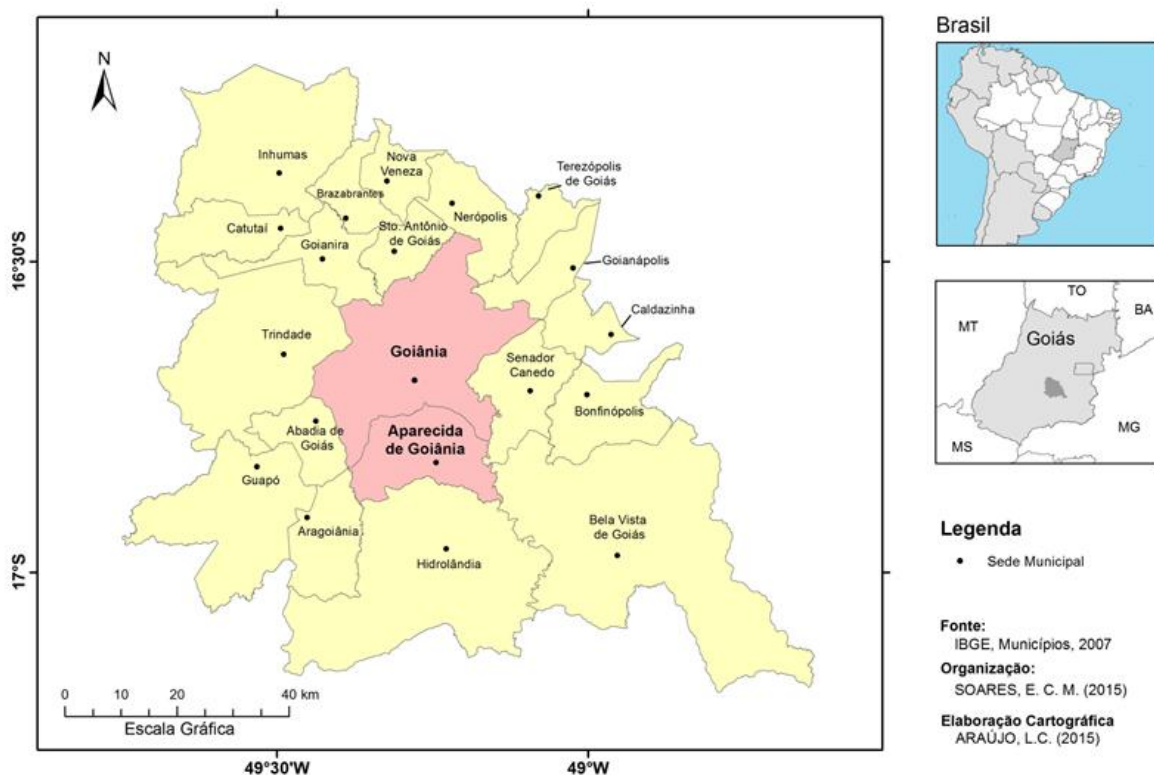 N
Inhumas
Nova
Veneza
Terezópolis
de Goiás
Brazabrantes
Nerópolis
Catutaí
Sto. Antônio
de Goiás
Goianira
Goianápolis
Caldazinha
Trindade
Goiânia
Senador
Canedo
Bonfinópolis
Abadia de
Goiás
Aparecida
de Goiânia
Guapó
Aragoiânia
Bela Vista
de Goiás
Hidrolândia
16°30'S
17°S
0 10 20 40 km
Escala Gráfica
49°30'W
49°W
Brasil
TO
BA
MT
Goiás
MG
MS
Legenda
Sede Municipal
Fonte:
IBGE, Municípios, 2007
Organização:
SOARES, E. C. M. (2015)
Elaboração Cartográfica
ARAÚJO, L.C. (2015)